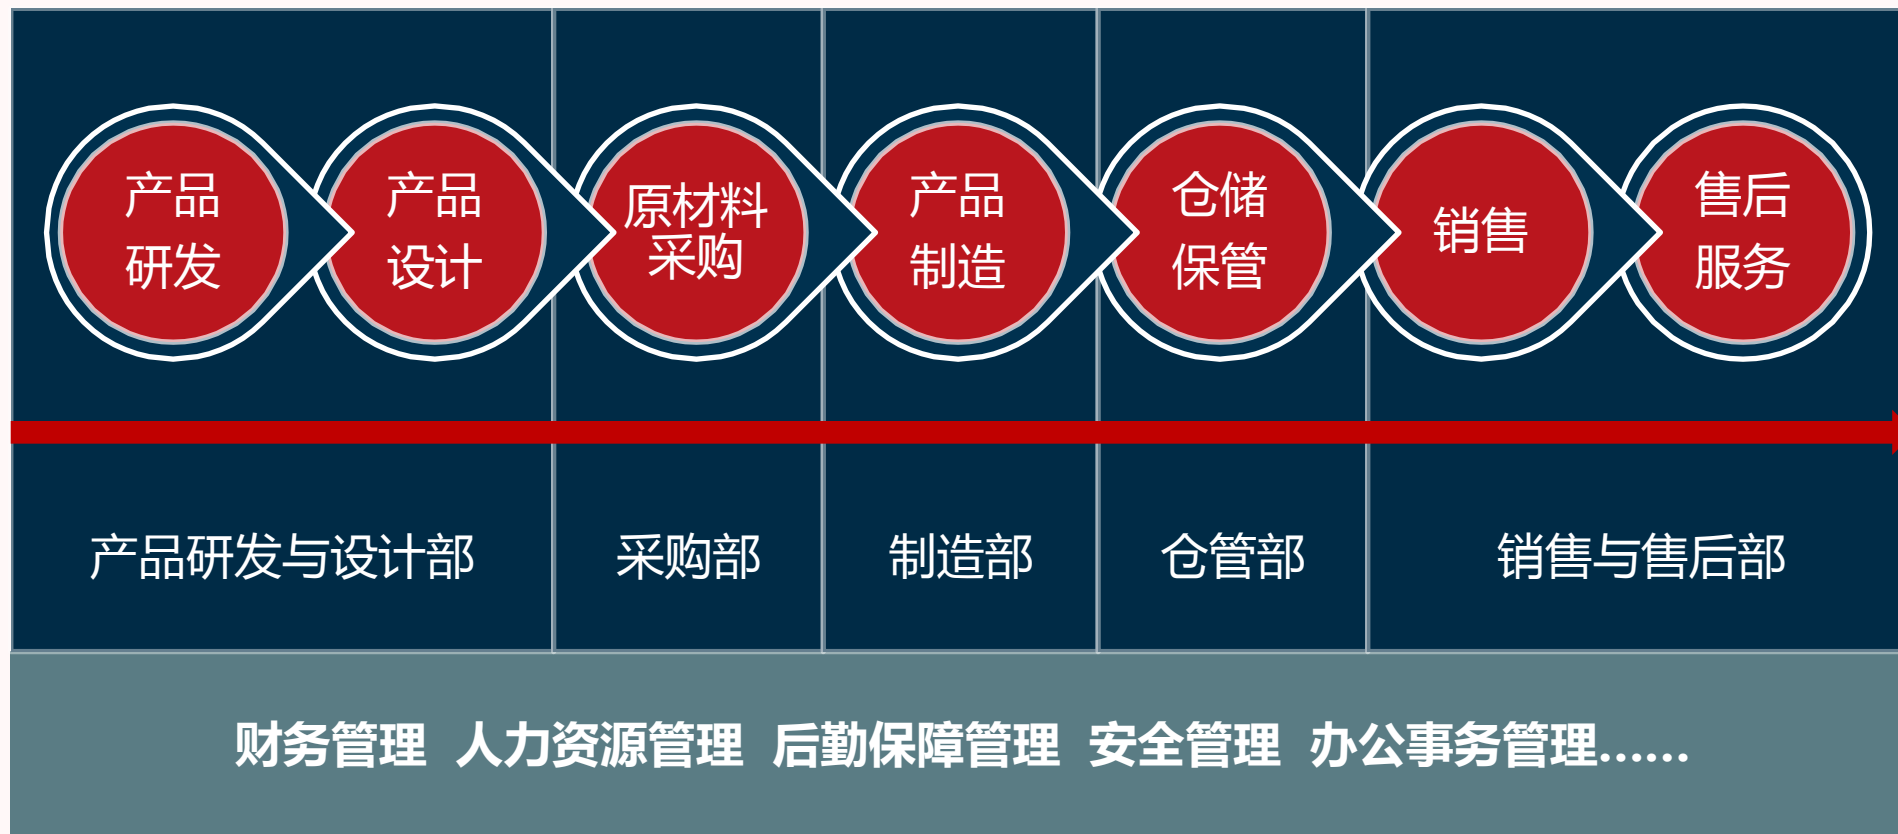 产品
研发
产品
设计
原材料
采购
产品
制造
仓储
保管
销售
售后
服务
产品研发与设计部
采购部
制造部
仓管部
销售与售后部
财务管理 人力资源管理 后勤保障管理 安全管理 办公事务管理......